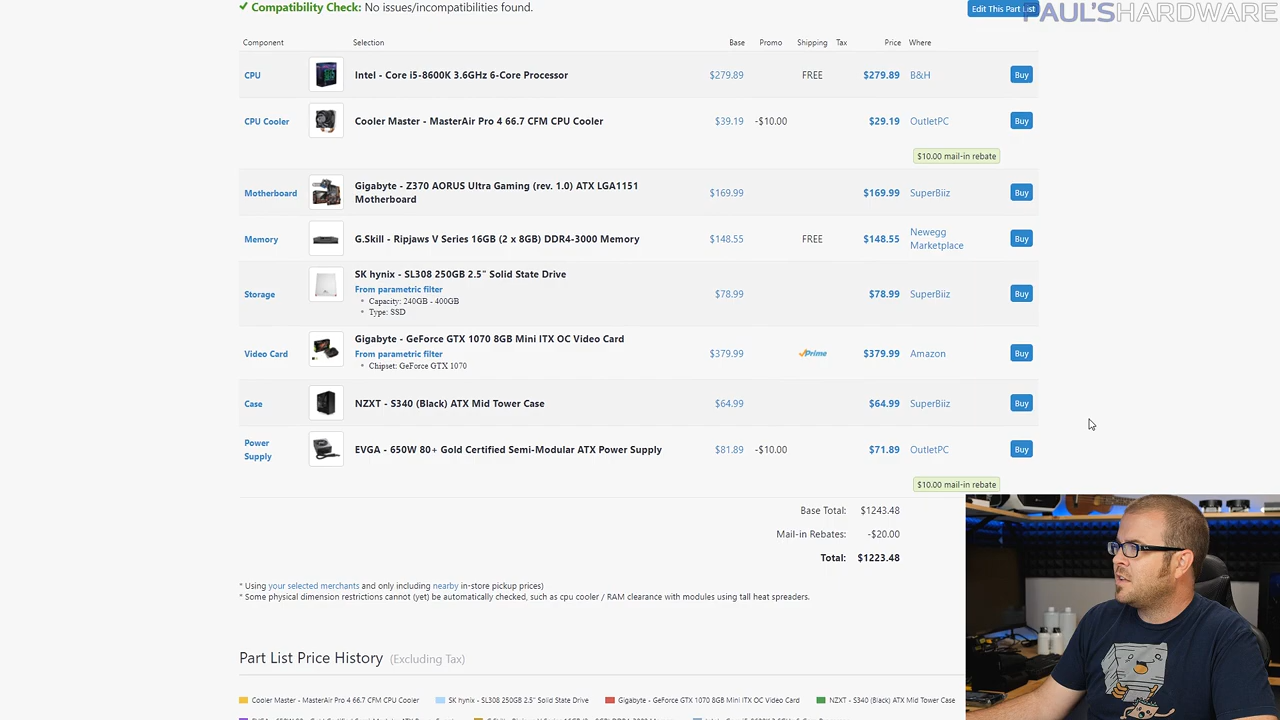 Compatibility Check: No issues/incompatibilities found.
Edit This Part List
PAUL'SHARDWARE
Component Selection Base Promo Shipping Tax Price Where
CPU Intel - Core i5-8600K 3.6GHz 6-Core Processor $279.89 FREE $279.89 B&H Buy
CPU Cooler Cooler Master - MasterAir Pro 4 66.7 CFM CPU Cooler $39.19 -$10.00 $29.19 OutletPC Buy
$10.00 mail-in rebate
Motherboard Gigabyte - Z370 AORUS Ultra Gaming (rev. 1.0) ATX LGA1151
Motherboard $169.99 $169.99 SuperBiiz Buy
Memory G.Skill - Ripjaws V Series 16GB (2 x 8GB) DDR4-3000 Memory $148.55 FREE $148.55 Newegg
Marketplace Buy
Storage SK hynix - SL308 250GB 2.5" Solid State Drive
From parametric filter
• Capacity: 240GB - 400GB
• Type: SSD
$78.99 $78.99 SuperBiiz Buy
Video Card Gigabyte - GeForce GTX 1070 8GB Mini ITX OC Video Card
From parametric filter
• Chipset: GeForce GTX 1070
$379.99 Prime $379.99 Amazon Buy
Case NZXT - S340 (Black) ATX Mid Tower Case $64.99 $64.99 SuperBiiz Buy
Power
Supply EVGA - 650W 80+ Gold Certified Semi-Modular ATX Power Supply $81.89 -$10.00 $71.89 OutletPC Buy
$10.00 mail-in rebate
Base Total: $1243.48
Mail-in Rebates: -$20.00
Total: $1223.48
* Using your selected merchants and only including nearby in-store pickup prices)
* Some physical dimension restrictions cannot (yet) be automatically checked, such as cpu cooler / RAM clearance with modules using tall heat spreaders.
Part List Price History (Excluding Tax)
Cooler Master - MasterAir Pro 4 66.7 CFM CPU Cooler SK hynix - SL308 250GB 2.5" Solid State Drive Gigabyte - GeForce GTX 1070 8GB Mini ITX OC Video Card NZXT - S340 (Black) ATX Mid Tower Case